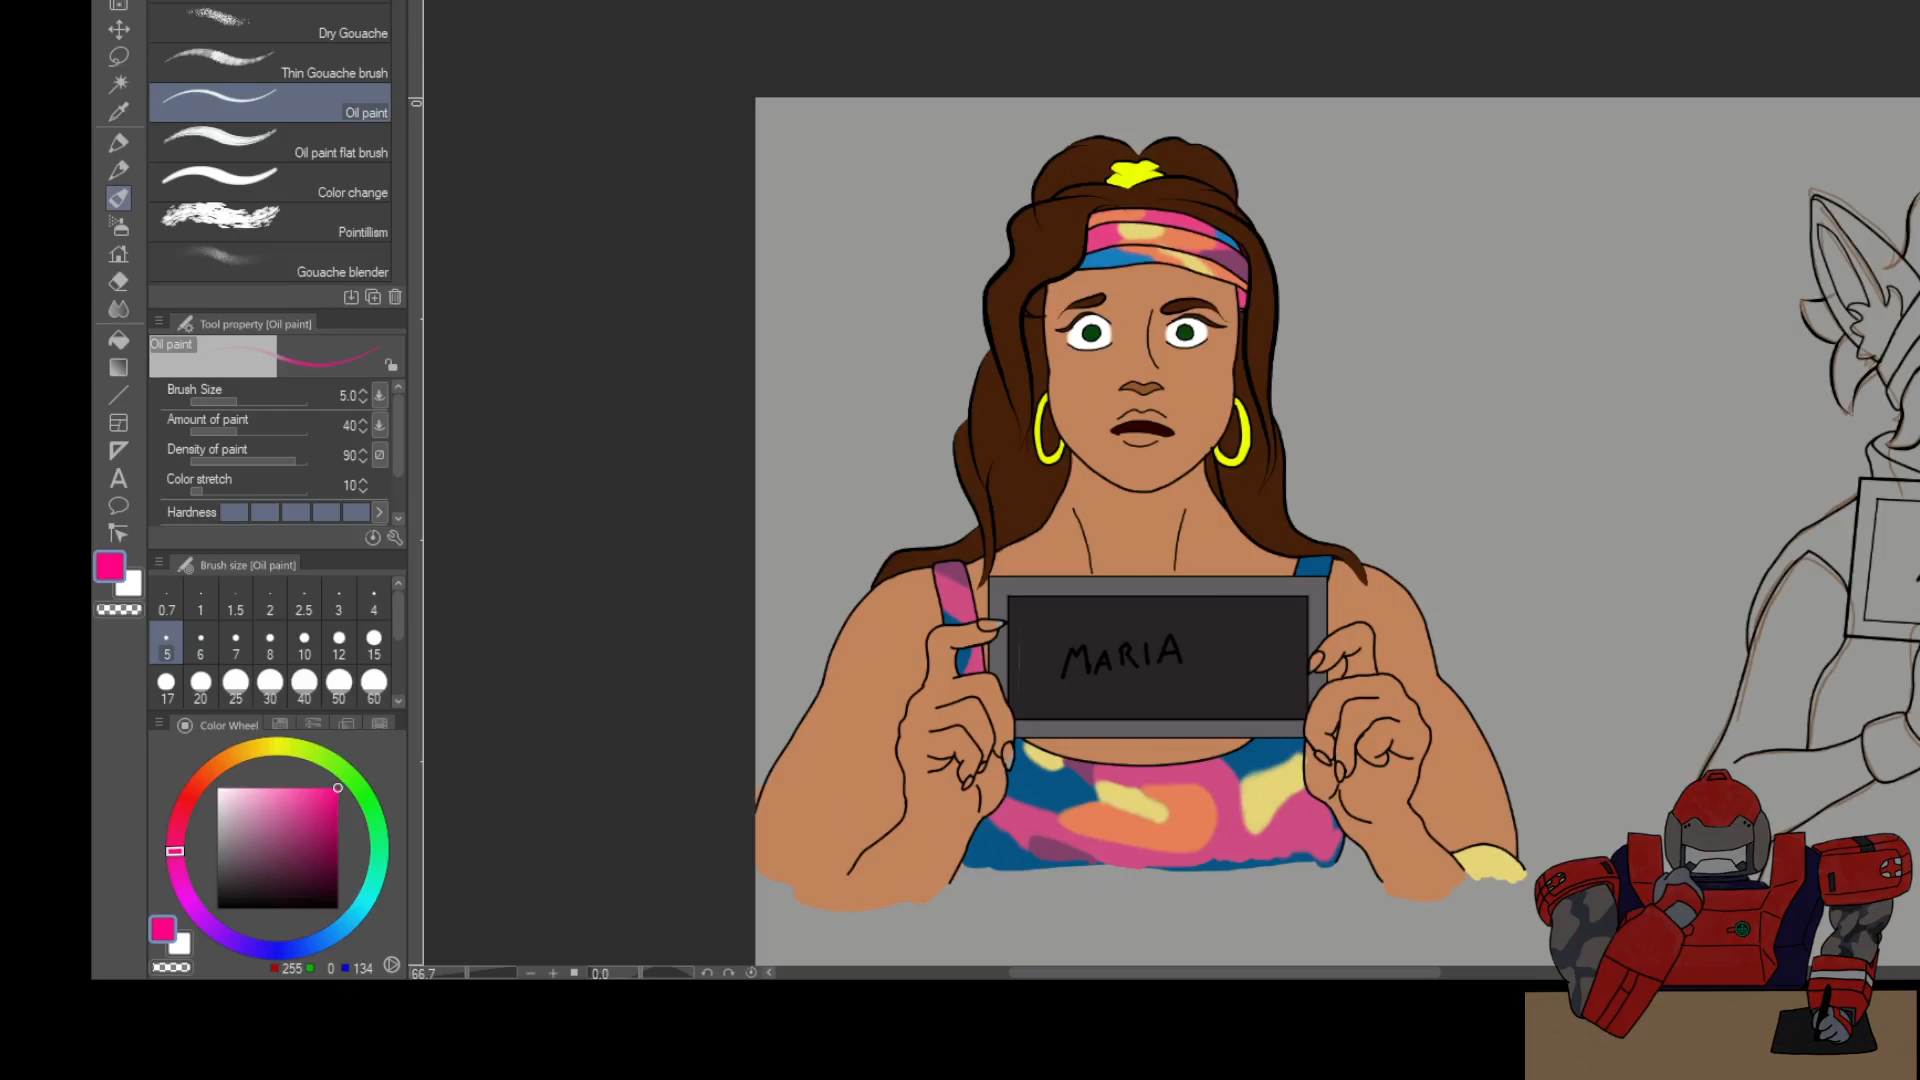 Dry Gouache
Thin Gouache brush
Oil paint
Oil paint flat brush
Color change
Pointillism
Gouache blender
Tool property [Oil paint]
Oil paint
Brush Size 5.0
Amount of paint 40
Density of paint 90
Color stretch 10
Hardness
Brush size [Oil paint]
0.7 1 1.5 2 2.5 3 4
5 6 7 8 10 12 15
17 20 25 30 40 50 60
Color Wheel
255 0 134
66.7 0.0
0
A
MARIA